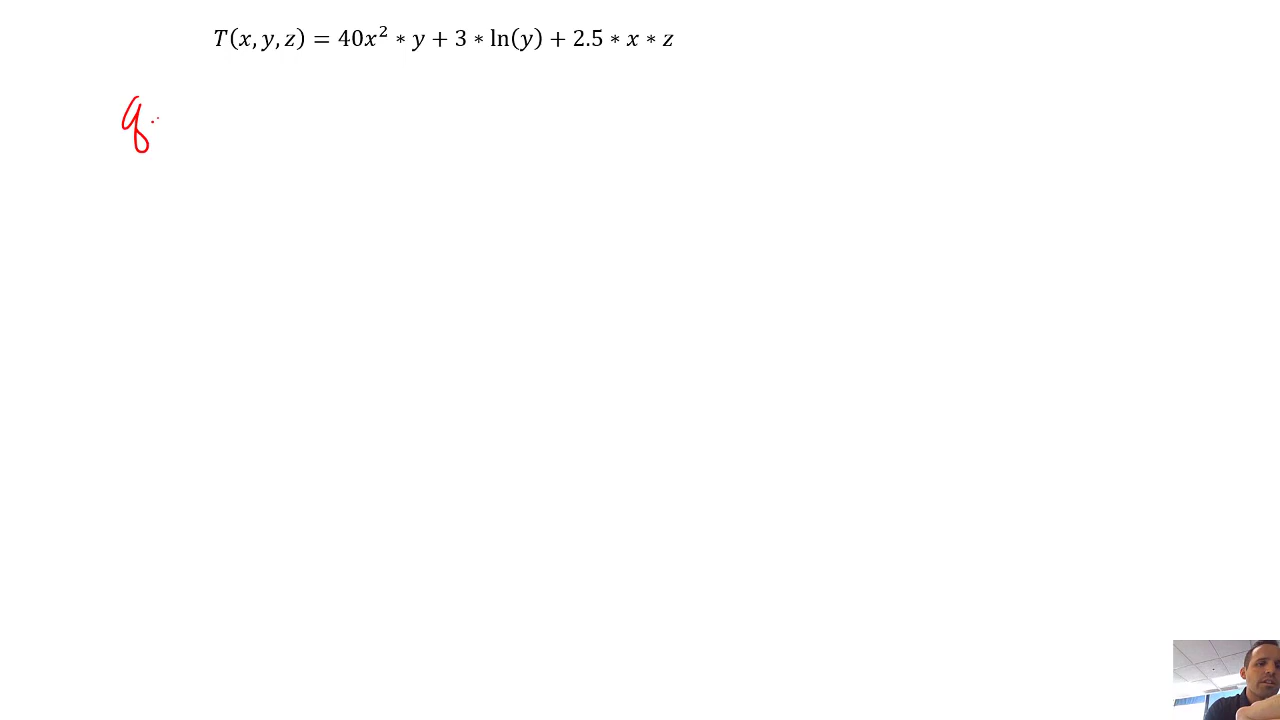 T(x, y, z) = 40x² * y + 3 * ln(y) + 2.5 * x * z
q